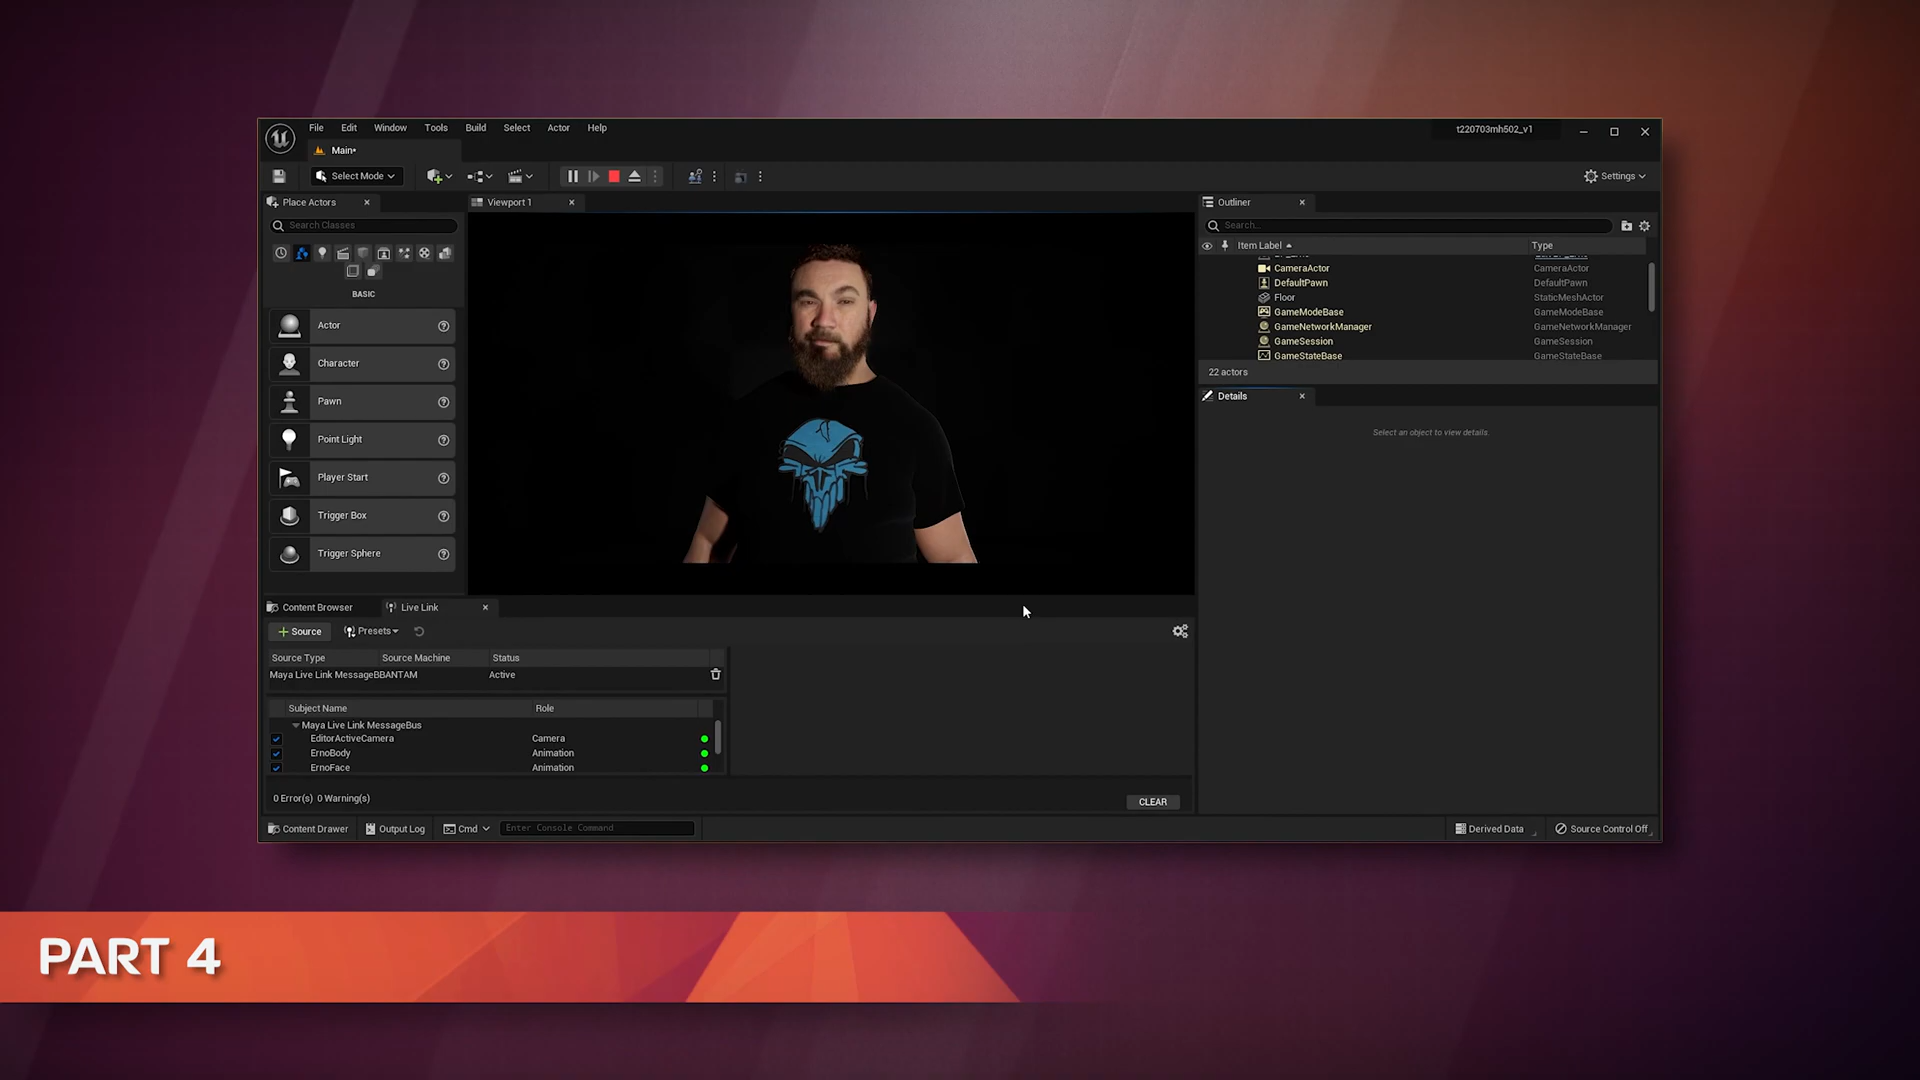 File Edit Window Tools Build Select Actor Help
t220703mh502_v1
Main•
Select Mode
Settings
Place Actors
Viewport 1
Outliner
Search Classes
Search...
Item Label
Type
BASIC
CameraActor CameraActor
DefaultPawn DefaultPawn
Floor StaticMeshActor
GameModeBase GameModeBase
GameNetworkManager GameNetworkManager
GameSession GameSession
GameStateBase GameStateBase
22 actors
Details
Select an object to view details.
Actor
Character
Pawn
Point Light
Player Start
Trigger Box
Trigger Sphere
Content Browser
Live Link
Source
Presets
Source Type Source Machine Status
Maya Live Link MessageBBANTAM Active
Subject Name Role
Maya Live Link MessageBus
EditorActiveCamera Camera
ErnoBody Animation
ErnoFace Animation
0 Error(s) 0 Warning(s)
CLEAR
Content Drawer
Output Log
Cmd
Enter Console Command
Derived Data
Source Control Off
PART 4